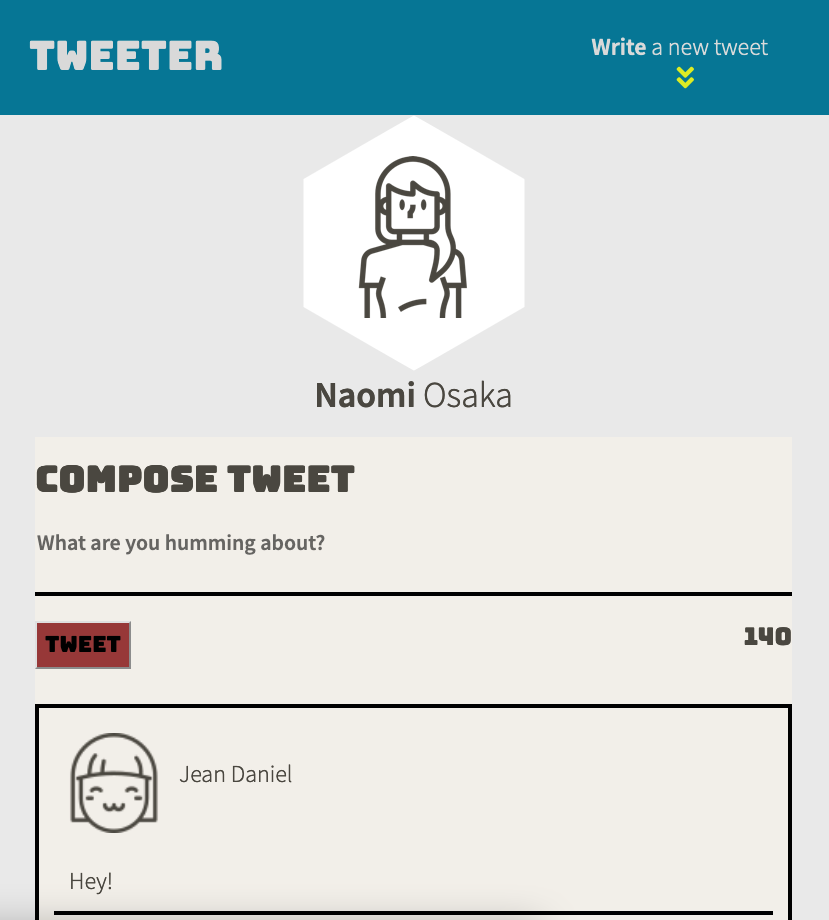 TWEETER
Write a new tweet
Naomi Osaka
COMPOSE TWEET
What are you humming about?
TWEET
140
Jean Daniel
Hey!